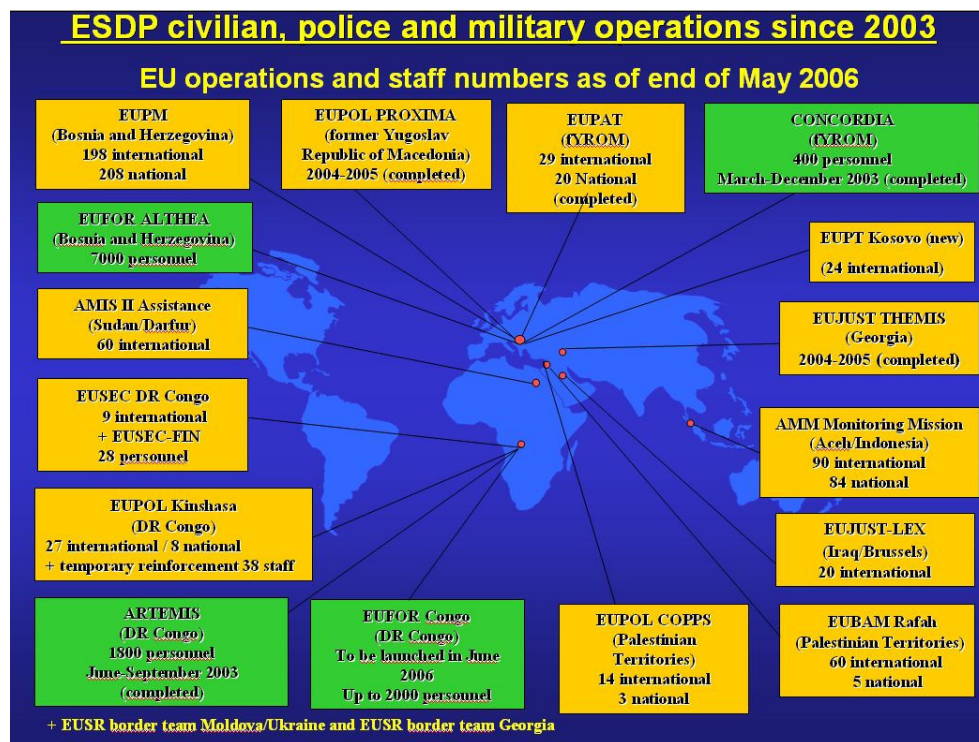 ESDP civilian, police and military operations since 2003
EU operations and staff numbers as of end of May 2006
EUPM
(Bosnia and Herzegovina)
198 international
208 national
EUPOL PROXIMA
(former Yugoslav
Republic of Macedonia)
2004-2005 (completed)
EUPAT
(fYROM)
29 international
20 National
(completed)
CONCORDIA
(fYROM)
400 personnel
March-December 2003 (completed)
EUFOR ALTHEA
(Bosnia and Herzegovina)
7000 personnel
EUPT Kosovo (new)
(24 international)
AMIS II Assistance
(Sudan/Darfur)
60 international
EUJUST THEMIS
(Georgia)
2004-2005 (completed)
EUSEC DR Congo
9 international
+ EUSEC-FIN
28 personnel
AMM Monitoring Mission
(Aceh/Indonesia)
90 international
84 national
EUPOL Kinshasa
(DR Congo)
27 international / 8 national
+ temporary reinforcement 38 staff
EUJUST-LEX
(Iraq/Brussels)
20 international
ARTEMIS
(DR Congo)
1800 personnel
June-September 2003
(completed)
EUFOR Congo
(DR Congo)
To be launched in June
2006
Up to 2000 personnel
EUPOL COPPS
(Palestinian
Territories)
14 international
3 national
EUBAM Rafah
(Palestinian Territories)
60 international
5 national
+ EUSR border team Moldova/Ukraine and EUSR border team Georgia